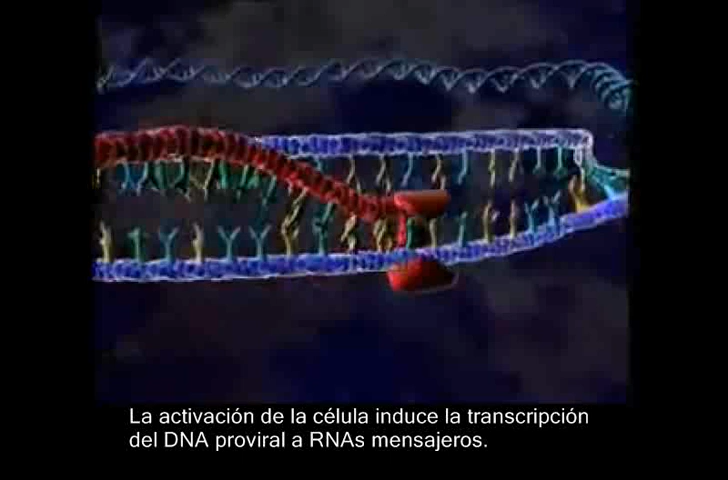 La activación de la célula induce la transcripción
del DNA proviral a RNAs mensajeros.